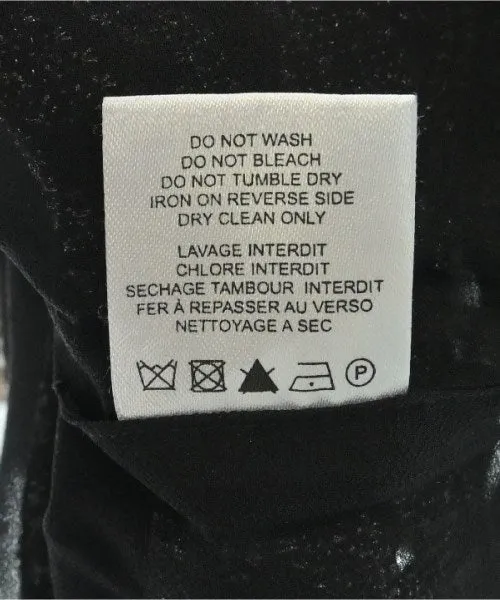 DO NOT WASH
DO NOT BLEACH
DO NOT TUMBLE DRY
IRON ON REVERSE SIDE
DRY CLEAN ONLY
LAVAGE INTERDIT
CHLORE INTERDIT
SECHAGE TAMBOUR INTERDIT
FER À REPASSER AU VERSO
NETTOYAGE A SEC
P